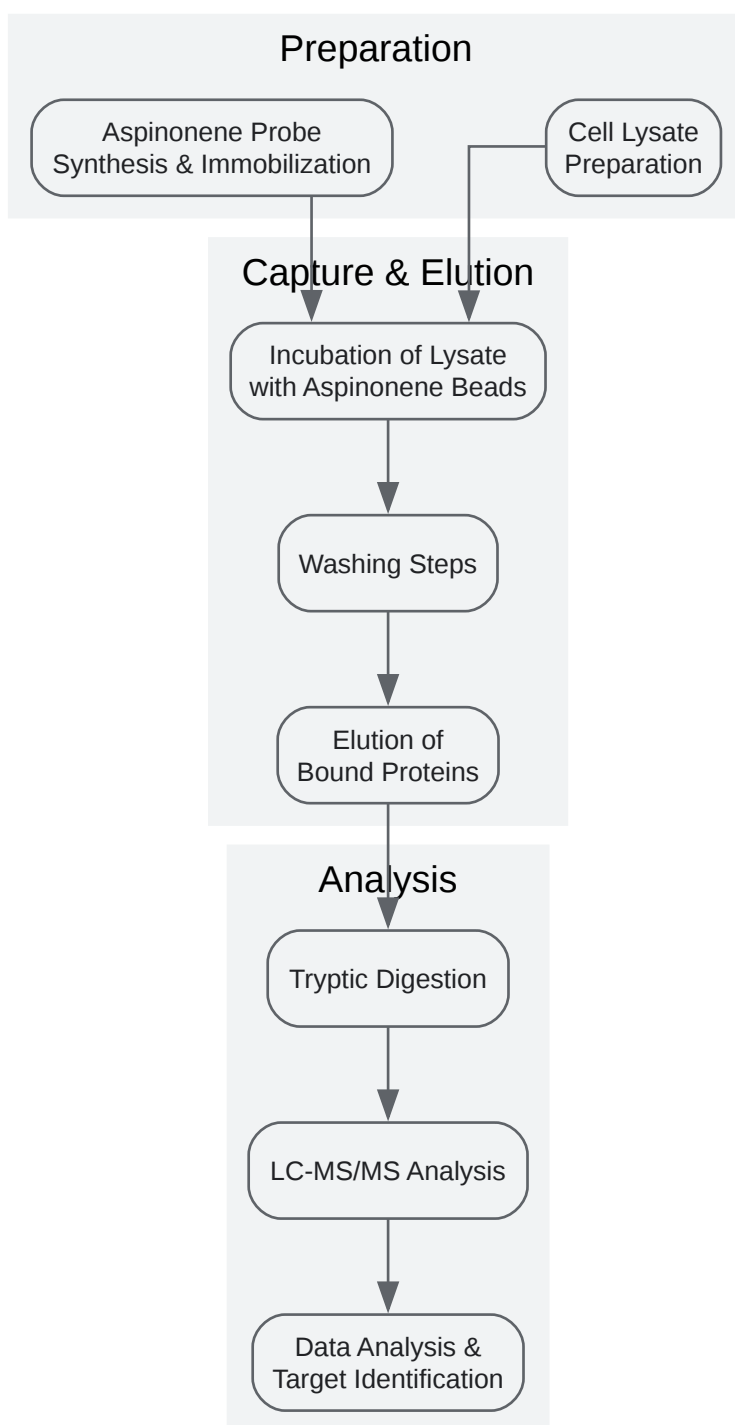 Preparation
Aspinonene Probe
Synthesis & Immobilization
Cell Lysate
Preparation
Capture & Elution
Incubation of Lysate
with Aspinonene Beads
Washing Steps
Elution of
Bound Proteins
Analysis
Tryptic Digestion
LC-MS/MS Analysis
Data Analysis &
Target Identification